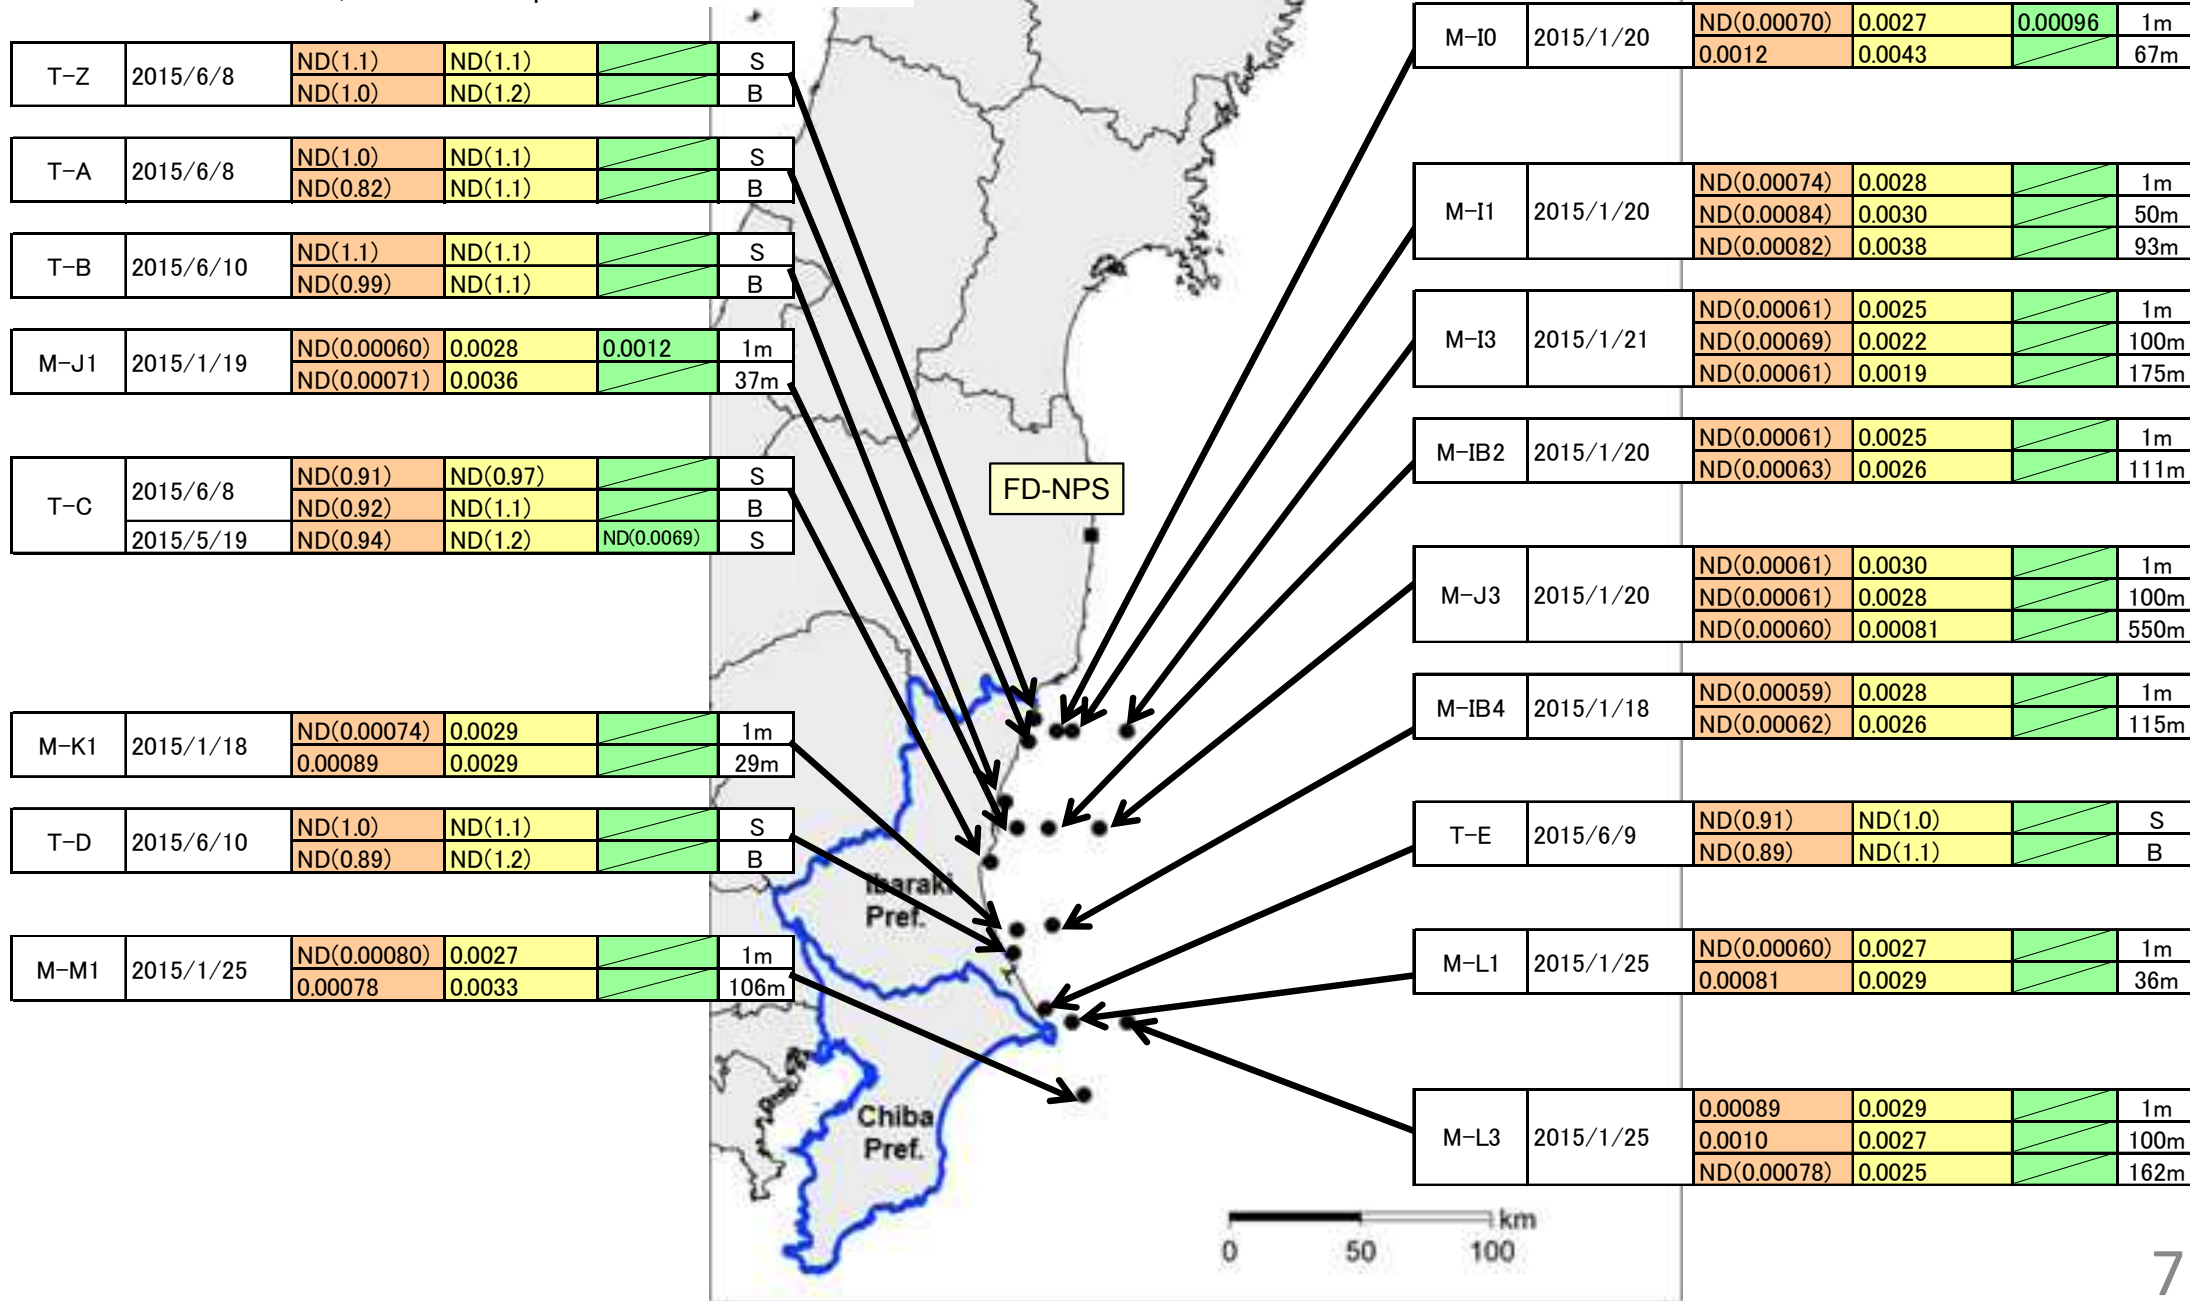 T-Z 2015/6/8 ND(1.1) ND(1.1) S
ND(1.0) ND(1.2) B
T-A 2015/6/8 ND(1.0) ND(1.1) S
ND(0.82) ND(1.1) B
T-B 2015/6/10 ND(1.1) ND(1.1) S
ND(0.99) ND(1.1) B
M-J1 2015/1/19 ND(0.00060) 0.0028 0.0012 1m
ND(0.00071) 0.0036 37m
T-C 2015/6/8 ND(0.91) ND(0.97) S
ND(0.92) ND(1.1) B
2015/5/19 ND(0.94) ND(1.2) ND(0.0069) S
M-K1 2015/1/18 ND(0.00074) 0.0029 1m
0.00089 0.0029 29m
T-D 2015/6/10 ND(1.0) ND(1.1) S
ND(0.89) ND(1.2) B
M-M1 2015/1/25 ND(0.00080) 0.0027 1m
0.00078 0.0033 106m
FD-NPS
Ibaraki
Pref.
Chiba
Pref.
M-I0 2015/1/20 ND(0.00070) 0.0027 0.00096 1m
0.0012 0.0043 67m
M-I1 2015/1/20 ND(0.00074) 0.0028 1m
ND(0.00084) 0.0030 50m
ND(0.00082) 0.0038 93m
M-I3 2015/1/21 ND(0.00061) 0.0025 1m
ND(0.00069) 0.0022 100m
ND(0.00061) 0.0019 175m
M-IB2 2015/1/20 ND(0.00061) 0.0025 1m
ND(0.00063) 0.0026 111m
M-J3 2015/1/20 ND(0.00061) 0.0030 1m
ND(0.00061) 0.0028 100m
ND(0.00060) 0.00081 550m
M-IB4 2015/1/18 ND(0.00059) 0.0028 1m
ND(0.00062) 0.0026 115m
T-E 2015/6/9 ND(0.91) ND(1.0) S
ND(0.89) ND(1.1) B
M-L1 2015/1/25 ND(0.00060) 0.0027 1m
0.00081 0.0029 36m
M-L3 2015/1/25 0.00089 0.0029 1m
0.0010 0.0027 100m
ND(0.00078) 0.0025 162m
km
0 50 100
7